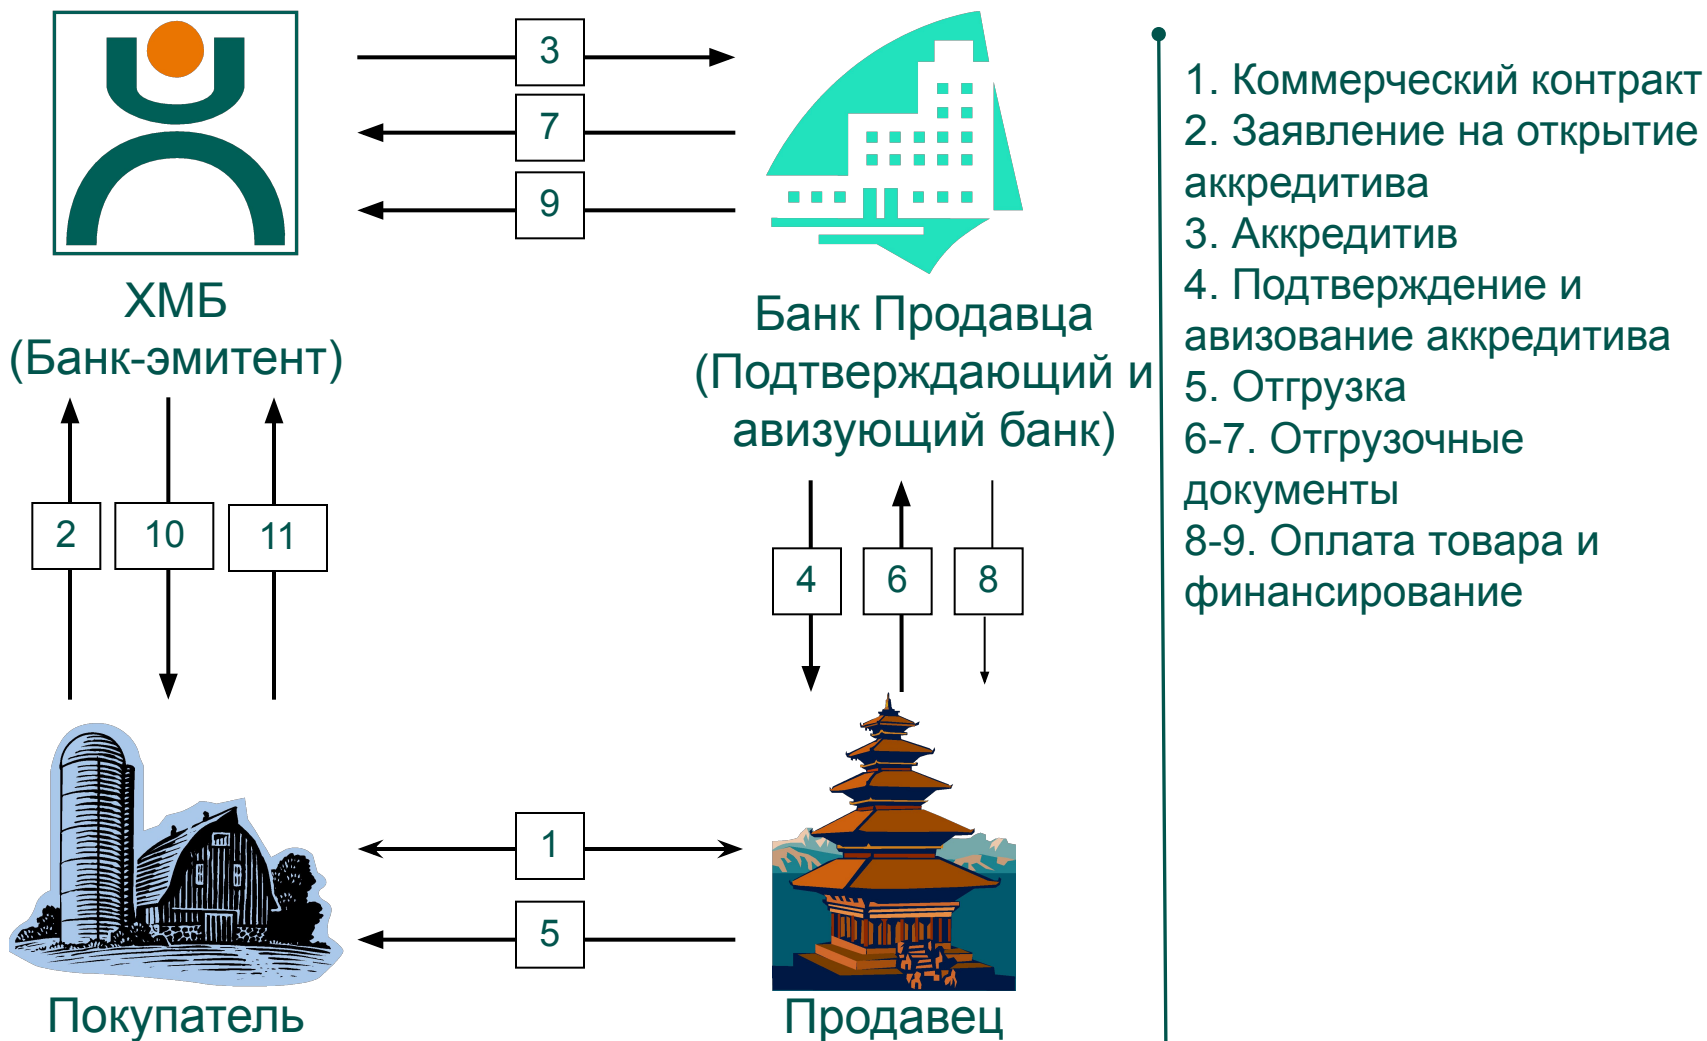 3
7
9
ХМБ
(Банк-эмитент)
Банк Продавца
(Подтверждающий и
авизующий банк)
2
10
11
4
6
8
1
5
Покупатель
Продавец
1. Коммерческий контракт
2. Заявление на открытие
аккредитива
3. Аккредитив
4. Подтверждение и
авизование аккредитива
5. Отгрузка
6-7. Отгрузочные
документы
8-9. Оплата товара и
финансирование